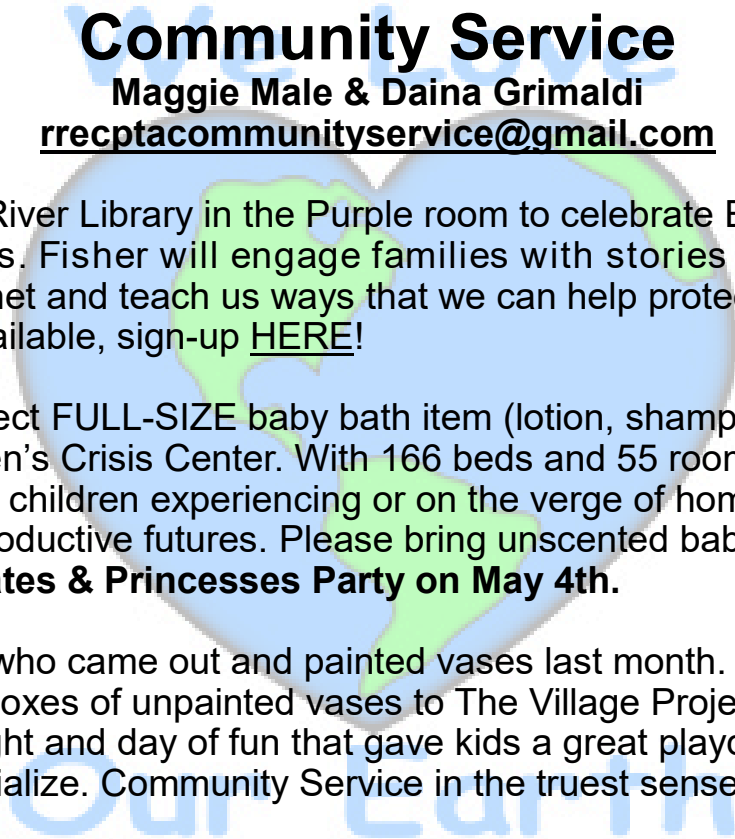 We Love
Community Service
Maggie Male & Daina Grimaldi
rrecptacommunityservice@gmail.com
River Library in the Purple room to celebrate E
s. Fisher will engage families with stories
net and teach us ways that we can help protec
ailable, sign-up HERE!
ect FULL-SIZE baby bath item (lotion, shamp
en’s Crisis Center. With 166 beds and 55 roon
children experiencing or on the verge of hom
oductive futures. Please bring unscented bab
ates & Princesses Party on May 4th.
who came out and painted vases last month.
oxes of unpainted vases to The Village Proje
ght and day of fun that gave kids a great playd
ialize. Community Service in the truest sense
Our Earth